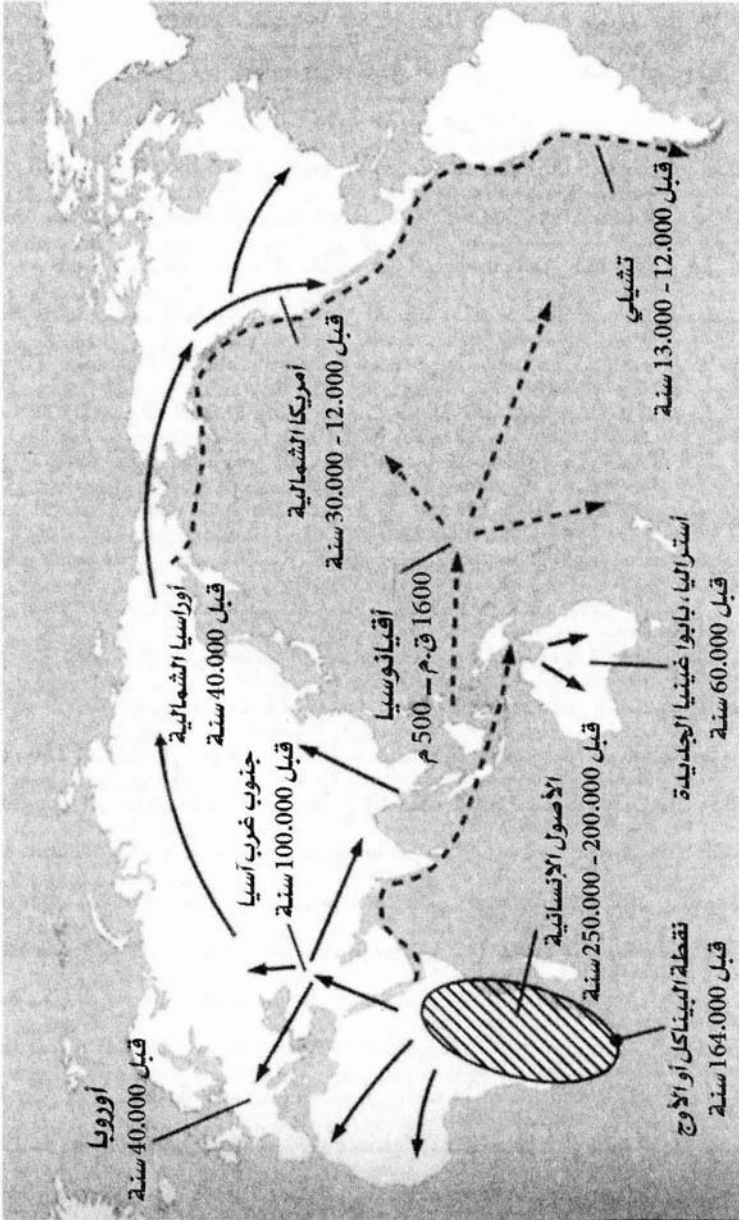 أوروبا
قبل 40.000 سنة
جنوب غرب آسيا
قبل 100.000 سنة
أوراسيا الشمالية
قبل 40.000 سنة
أمريكا الشمالية
قبل 12.000 - 30.000 سنة
أقيانوسيا
1600 ق.م – 500 م
الأصول الإنسانية
قبل 200.000 - 250.000 سنة
نقطة البيناكل أو الأوج
قبل 164.000 سنة
أستراليا، بابوا غينيا الجديدة
قبل 60.000 سنة
تشيلي
قبل 12.000 - 13.000 سنة